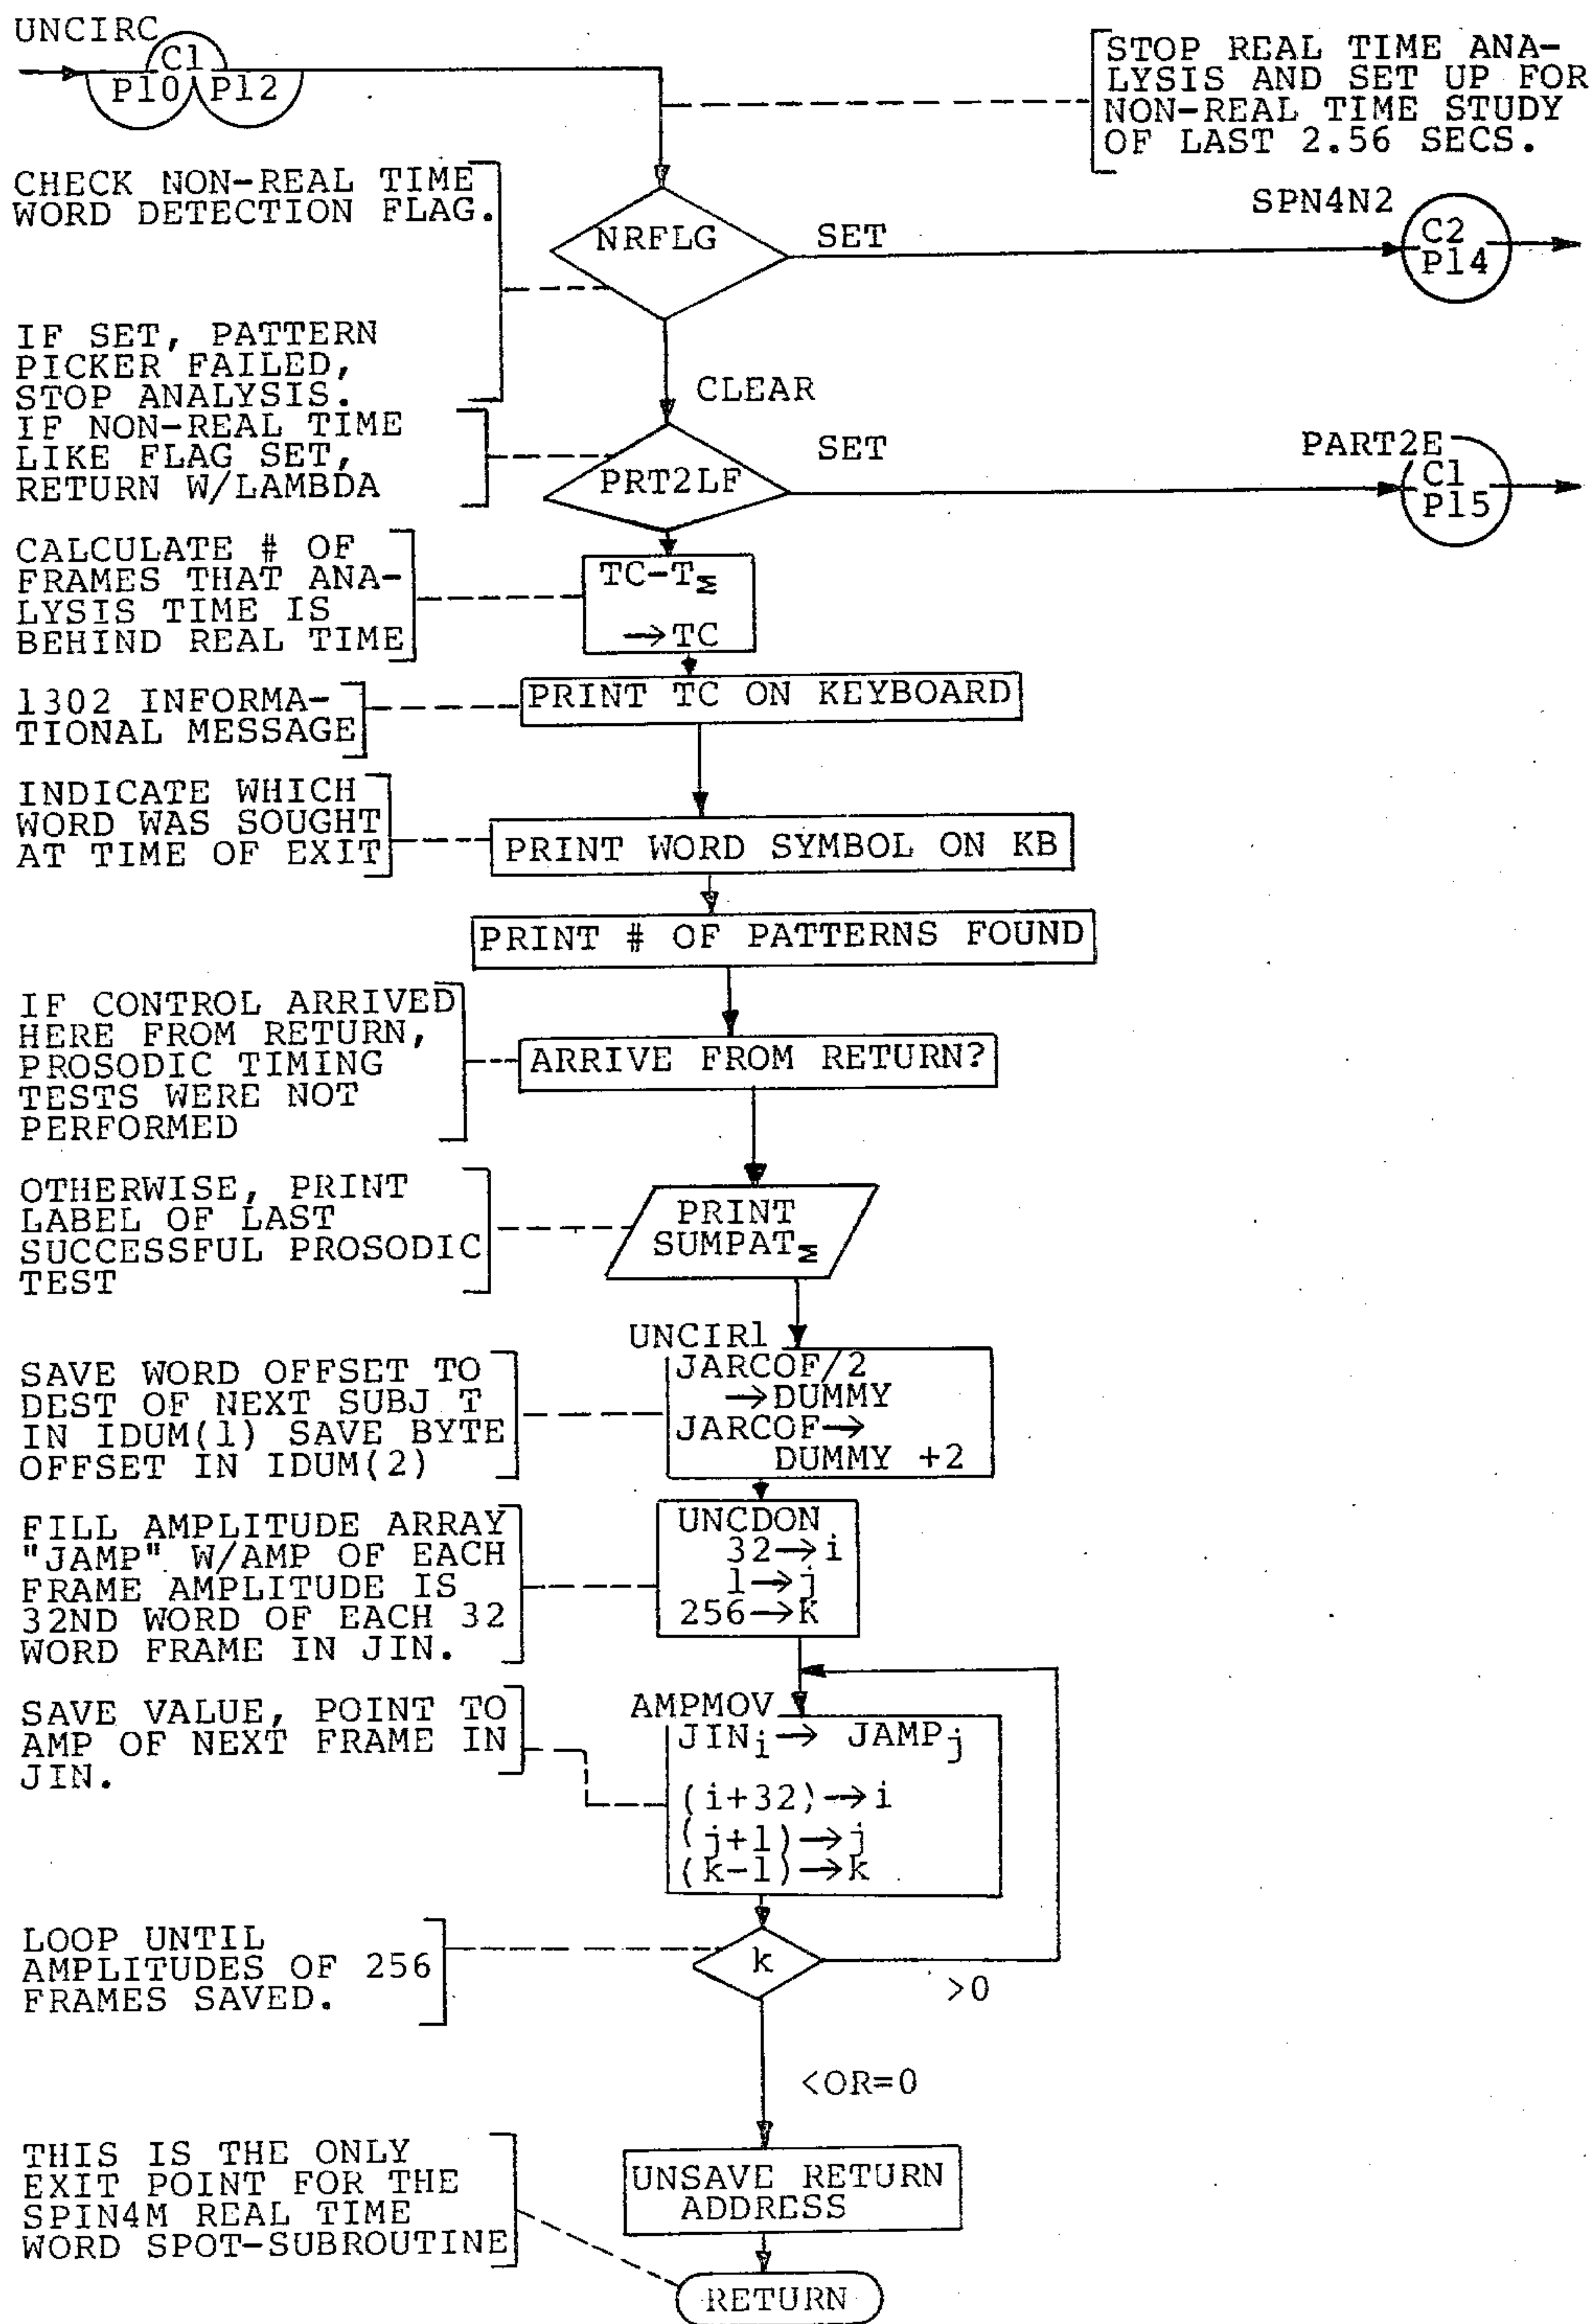 UNCIRC
C1
P10 P12
STOP REAL TIME ANA-
LYSIS AND SET UP FOR
NON-REAL TIME STUDY
OF LAST 2.56 SECS.
CHECK NON-REAL TIME
WORD DETECTION FLAG.
NRFLG
SET
SPN4N2
C2
P14
IF SET, PATTERN
PICKER FAILED,
STOP ANALYSIS.
CLEAR
IF NON-REAL TIME
LIKE FLAG SET,
RETURN W/LAMBDA
PRT2LF
SET
PART2E
C1
P15
CALCULATE # OF
FRAMES THAT ANA-
LYSIS TIME IS
BEHIND REAL TIME
TC-TΣ
→TC
1302 INFORMA-
TIONAL MESSAGE
PRINT TC ON KEYBOARD
INDICATE WHICH
WORD WAS SOUGHT
AT TIME OF EXIT
PRINT WORD SYMBOL ON KB
PRINT # OF PATTERNS FOUND
IF CONTROL ARRIVED
HERE FROM RETURN,
PROSODIC TIMING
TESTS WERE NOT
PERFORMED
ARRIVE FROM RETURN?
OTHERWISE, PRINT
LABEL OF LAST
SUCCESSFUL PROSODIC
TEST
PRINT
SUMPATΣ
UNCIR1
SAVE WORD OFFSET TO
DEST OF NEXT SUBJ T
IN IDUM(1) SAVE BYTE
OFFSET IN IDUM(2)
JARCOF/2
→DUMMY
JARCOF→
DUMMY +2
FILL AMPLITUDE ARRAY
"JAMP" W/AMP OF EACH
FRAME AMPLITUDE IS
32ND WORD OF EACH 32
WORD FRAME IN JIN.
UNCDON
32→i
1→j
256→K
SAVE VALUE, POINT TO
AMP OF NEXT FRAME IN
JIN.
AMPMOV
JINi→ JAMPj
(i+32)→i
(j+1)→j
(k-1)→k
LOOP UNTIL
AMPLITUDES OF 256
FRAMES SAVED.
k
>0
<OR=0
THIS IS THE ONLY
EXIT POINT FOR THE
SPIN4M REAL TIME
WORD SPOT-SUBROUTINE
UNSAVE RETURN
ADDRESS
RETURN